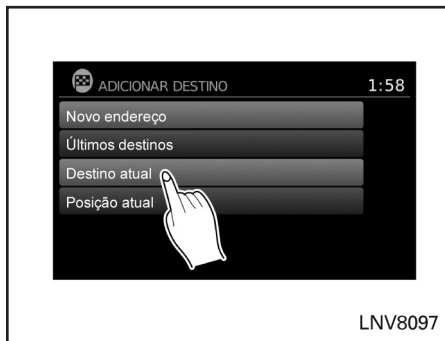 ADICIONAR DESTINO 1:58
Novo endereço
Últimos destinos
Destino atual
Posição atual
LNV8097